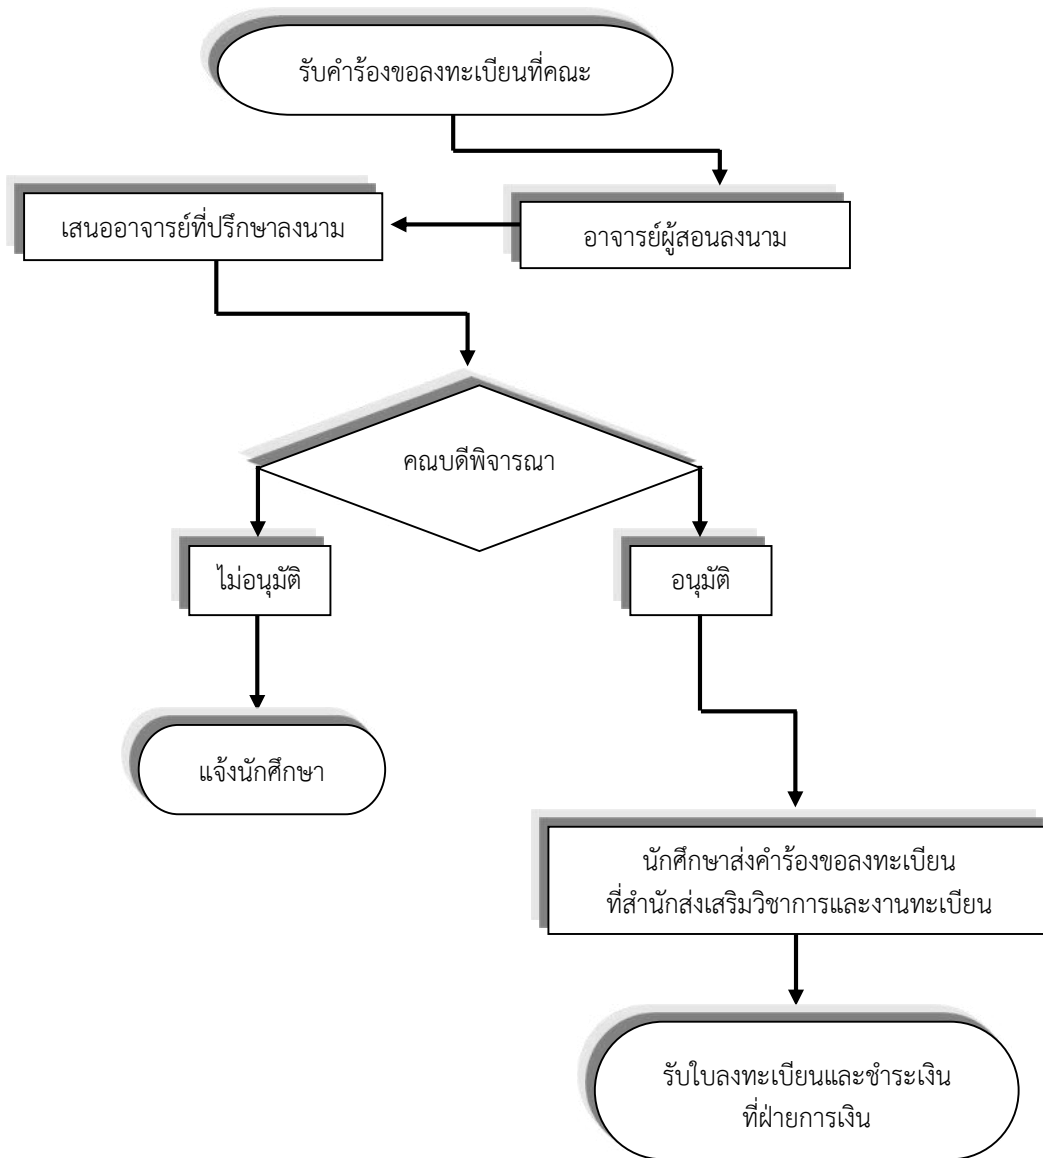 รับคำร้องขอลงทะเบียนที่คณะ
อาจารย์ผู้สอนลงนาม
เสนออาจารย์ที่ปรึกษาลงนาม
คณบดีพิจารณา
ไม่อนุมัติ
อนุมัติ
แจ้งนักศึกษา
นักศึกษาส่งคำร้องขอลงทะเบียน
ที่สำนักส่งเสริมวิชาการและงานทะเบียน
รับใบลงทะเบียนและชำระเงิน
ที่ฝ่ายการเงิน